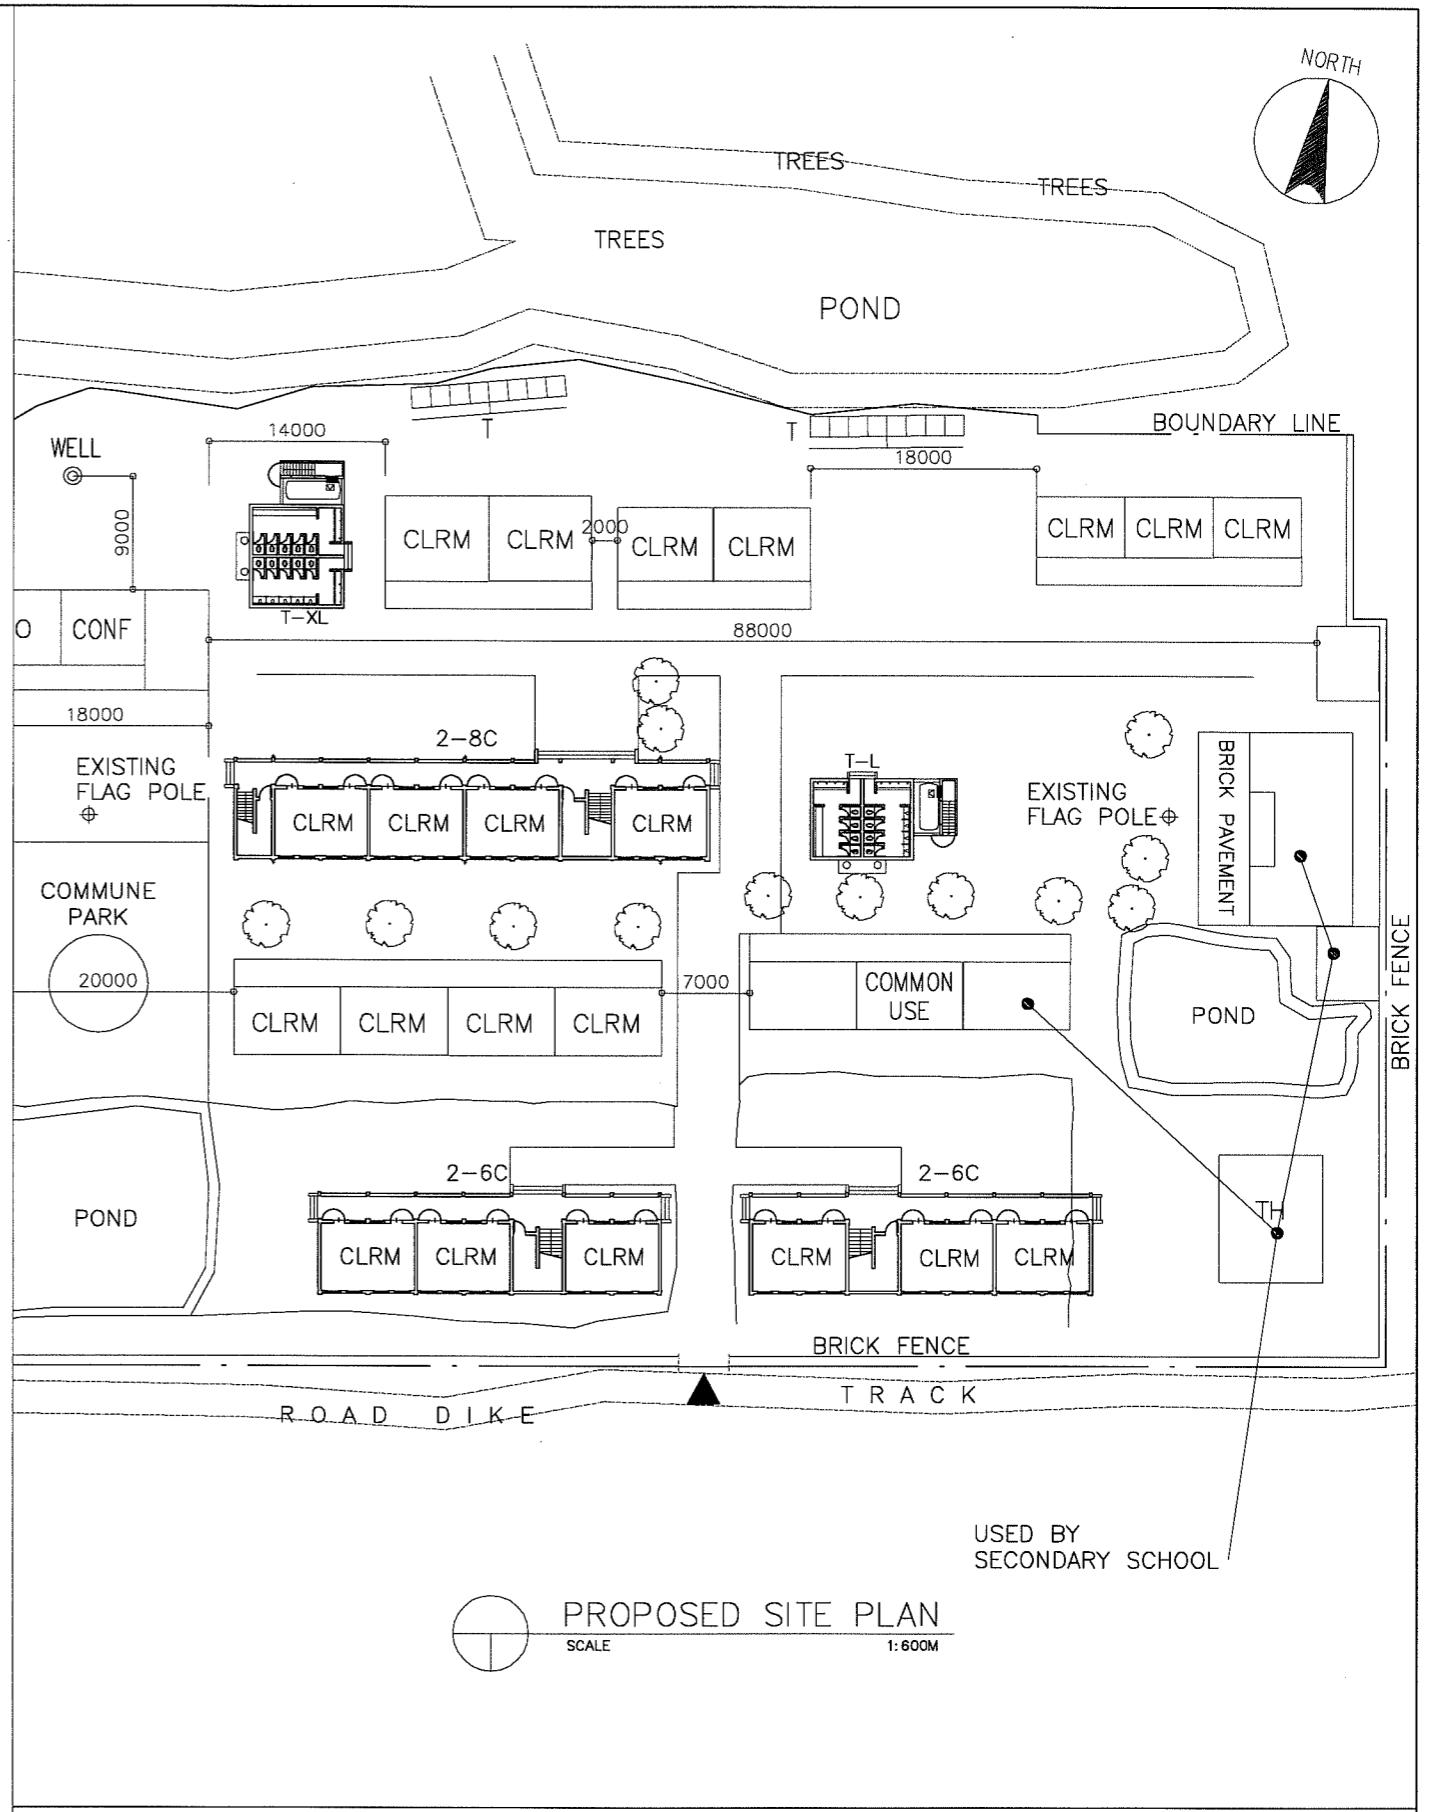 NORTH
TREES
TREES
TREES
POND
BOUNDARY LINE
14000
T
T
WELL
18000
9000
CLRM
CLRM
2000
CLRM
CLRM
CLRM
CLRM
CLRM
T-XL
O
CONF
88000
18000
2-8C
EXISTING
FLAG POLE
T-L
EXISTING
FLAG POLE
BRICK PAVEMENT
CLRM
CLRM
CLRM
CLRM
COMMUNE
PARK
BRICK FENCE
20000
7000
COMMON
USE
CLRM
CLRM
CLRM
CLRM
POND
2-6C
2-6C
POND
TH
CLRM
CLRM
CLRM
CLRM
CLRM
CLRM
BRICK FENCE
ROAD DIKE
TRACK
USED BY
SECONDARY SCHOOL
PROPOSED SITE PLAN
SCALE 1:600M